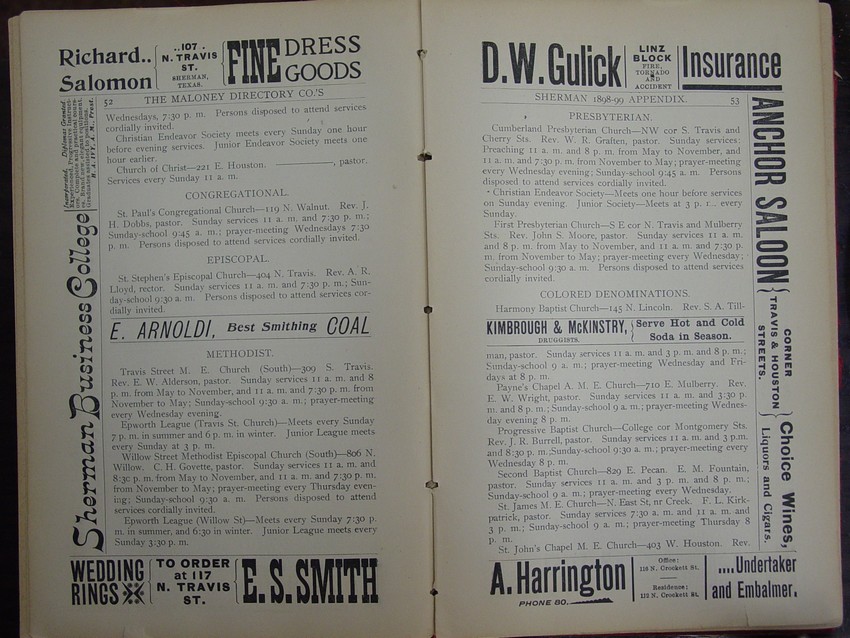 Richard.. Salomon
..107. N. TRAVIS ST. SHERMAN, TEXAS.
FINE DRESS GOODS
52 THE MALONEY DIRECTORY CO.'S
Wednesdays, 7:30 p. m. Persons disposed to attend services
cordially invited.
Christian Endeavor Society meets every Sunday one hour
before evening services. Junior Endeavor Society meets one
hour earlier.
Church of Christ—221 E. Houston. ————, pastor.
Services every Sunday 11 a. m.
CONGREGATIONAL.
St. Paul's Congregational Church—119 N. Walnut. Rev. J.
H. Dobbs, pastor. Sunday services 11 a. m. and 7:30 p. m.;
Sunday-school 9:45 a. m.; prayer-meeting Wednesdays 7:30
p. m. Persons disposed to attend services cordially invited.
EPISCOPAL.
St. Stephen's Episcopal Church—404 N. Travis. Rev. A. R.
Lloyd, rector. Sunday services 11 a. m. and 7:30 p. m.; Sun-
day-school 9:30 a. m. Persons disposed to attend services cor-
dially invited.
E. ARNOLDI, Best Smithing COAL
METHODIST.
Travis Street M. E. Church (South)—309 S. Travis.
Rev. E. W. Alderson, pastor. Sunday services 11 a. m. and 8
p. m. from May to November, and 11 a. m. and 7:30 p. m. from
November to May; Sunday-school 9:30 a. m.; prayer-meeting
every Wednesday evening.
Epworth League (Travis St. Church)—Meets every Sunday
7 p. m. in summer and 6 p. m. in winter. Junior League meets
every Sunday at 3 p. m.
Willow Street Methodist Episcopal Church (South)—806 N.
Willow. C. H. Govette, pastor. Sunday services 11 a. m. and
8:30 p. m. from May to November, and 11 a. m. and 7:30 p. m.
from November to May; prayer-meeting every Thursday even-
ing; Sunday-school 9:30 a. m. Persons disposed to attend
services cordially invited.
Epworth League (Willow St)—Meets every Sunday 7:30 p.
m. in summer, and 6:30 in winter. Junior League meets every
Sunday 3:30 p. m.
Sherman Business College
Incorporated. Diplomas Granted.
Experienced, Progressive Instruct-
ors. Complete and practical cours-
es. Brand new, elegant equipment.
Graduates assisted to positions.
R. A. IVY, A. M., Prest.
WEDDING RINGS
TO ORDER at 117 N. TRAVIS ST.
E. S. SMITH
D. W. Gulick
LINZ BLOCK FIRE, TORNADO AND ACCIDENT
Insurance
SHERMAN 1898-99 APPENDIX. 53
PRESBYTERIAN.
Cumberland Presbyterian Church—NW cor S. Travis and
Cherry Sts. Rev. W. R. Graften, pastor. Sunday services:
Preaching 11 a. m. and 8 p. m. from May to November, and
11 a. m. and 7:30 p. m. from November to May; prayer-meeting
every Wednesday evening; Sunday-school 9:45 a. m. Persons
disposed to attend services cordially invited.
Christian Endeavor Society—Meets one hour before services
on Sunday evening. Junior Society—Meets at 3 p. m. every
Sunday.
First Presbyterian Church—S E cor N. Travis and Mulberry
Sts. Rev. John S. Moore, pastor. Sunday services 11 a. m.
and 8 p. m. from May to November, and 11 a. m. and 7:30 p.
m. from November to May; prayer-meeting every Wednesday;
Sunday-school 9:30 a. m. Persons disposed to attend services
cordially invited.
COLORED DENOMINATIONS.
Harmony Baptist Church—145 N. Lincoln. Rev. S. A. Till-
KIMBROUGH & McKINSTRY, DRUGGISTS.
Serve Hot and Cold Soda in Season.
man, pastor. Sunday services 11 a. m. and 3 p. m. and 8 p. m.;
Sunday-school 9 a. m.; prayer-meeting Wednesday and Fri-
days at 8 p. m.
Payne's Chapel A. M. E. Church—710 E. Mulberry. Rev.
E. W. Wright, pastor. Sunday services 11 a. m. and 3:30 p.
m. and 8 p. m.; Sunday-school 9 a. m.; prayer-meeting Wednes-
day evening 8 p. m.
Progressive Baptist Church—College cor Montgomery Sts.
Rev. J. R. Burrell, pastor. Sunday services 11 a. m. and 3 p.m.
and 8:30 p. m.; Sunday-school 9:30 a. m.; prayer-meeting every
Wednesday 8 p. m.
Second Baptist Church—829 E. Pecan. E. M. Fountain,
pastor. Sunday services 11 a. m. and 3 p. m. and 8 p. m.;
Sunday-school 9 a. m.; prayer-meeting every Wednesday.
St. James M. E. Church—N. East St, nr Creek. F. L. Kirk-
patrick, pastor. Sunday services 7:30 a. m. and 11 a. m. and
3 p. m.; Sunday-school 9 a. m.; prayer-meeting Thursday 8
p. m.
St. John's Chapel M. E. Church—403 W. Houston. Rev.
ANCHOR SALOON
CORNER TRAVIS & HOUSTON STREETS.
Choice Wines,
Liquors and Cigars.
A. Harrington
PHONE 80.
Office: 116 N. Crockett St.
Residence: 112 N. Crockett St.
....Undertaker and Embalmer.